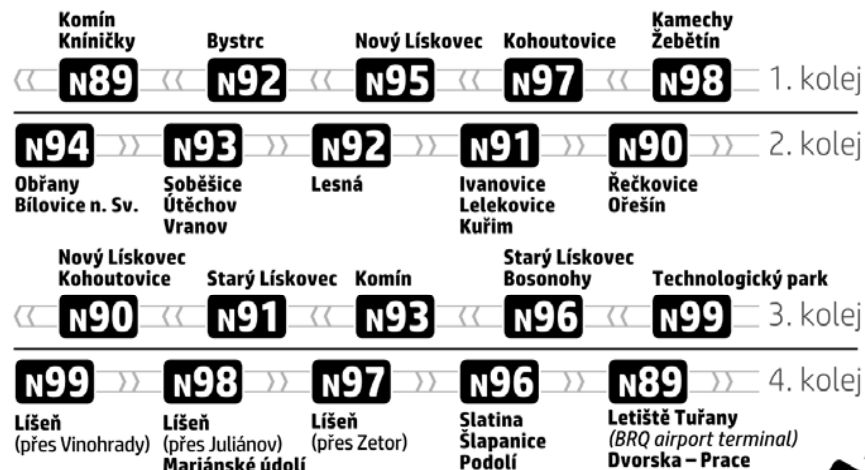 Komín
Kníničky
Bystrc
Nový Lískovec
Kohoutovice
Kamechy
Žebětín
N89 N92 N95 N97 N98 1. kolej
N94 N93 N92 N91 N90 2. kolej
Obřany
Bílovice n. Sv.
Soběšice
Útěchov
Vranov
Lesná
Ivanovice
Lelekovice
Kuřim
Řečkovice
Ořešín
Nový Lískovec
Kohoutovice
Starý Lískovec
Komín
Starý Lískovec
Bosonohy
Technologický park
N90 N91 N93 N96 N99 3. kolej
N99 N98 N97 N96 N89 4. kolej
Líšeň
(přes Vinohrady)
Líšeň
(přes Juliánov)
Mariánské údolí
Líšeň
(přes Zetor)
Slatina
Šlapanice
Podolí
Letiště Tuřany
(BRQ airport terminal)
Dvorska – Prace